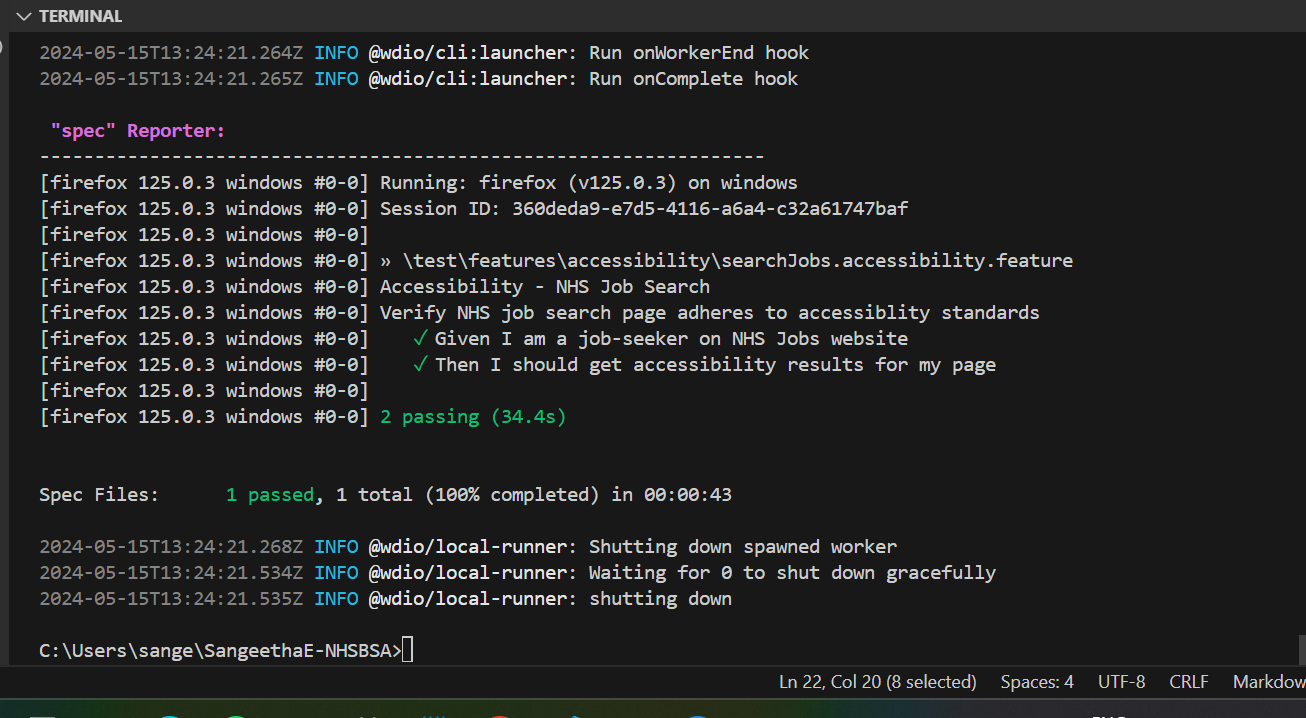 TERMINAL
2024-05-15T13:24:21.264Z INFO @wdio/cli:launcher: Run onWorkerEnd hook
2024-05-15T13:24:21.265Z INFO @wdio/cli:launcher: Run onComplete hook
"spec" Reporter:
------------------------------------------------------------------
[firefox 125.0.3 windows #0-0] Running: firefox (v125.0.3) on windows
[firefox 125.0.3 windows #0-0] Session ID: 360deda9-e7d5-4116-a6a4-c32a61747baf
[firefox 125.0.3 windows #0-0]
[firefox 125.0.3 windows #0-0] » \test\features\accessibility\searchJobs.accessibility.feature
[firefox 125.0.3 windows #0-0] Accessibility - NHS Job Search
[firefox 125.0.3 windows #0-0] Verify NHS job search page adheres to accessiblity standards
[firefox 125.0.3 windows #0-0] ✓ Given I am a job-seeker on NHS Jobs website
[firefox 125.0.3 windows #0-0] ✓ Then I should get accessibility results for my page
[firefox 125.0.3 windows #0-0]
[firefox 125.0.3 windows #0-0] 2 passing (34.4s)
Spec Files: 1 passed, 1 total (100% completed) in 00:00:43
2024-05-15T13:24:21.268Z INFO @wdio/local-runner: Shutting down spawned worker
2024-05-15T13:24:21.534Z INFO @wdio/local-runner: Waiting for 0 to shut down gracefully
2024-05-15T13:24:21.535Z INFO @wdio/local-runner: shutting down
C:\Users\sange\SangeethaE-NHSBSA>
Ln 22, Col 20 (8 selected) Spaces: 4 UTF-8 CRLF Markdow